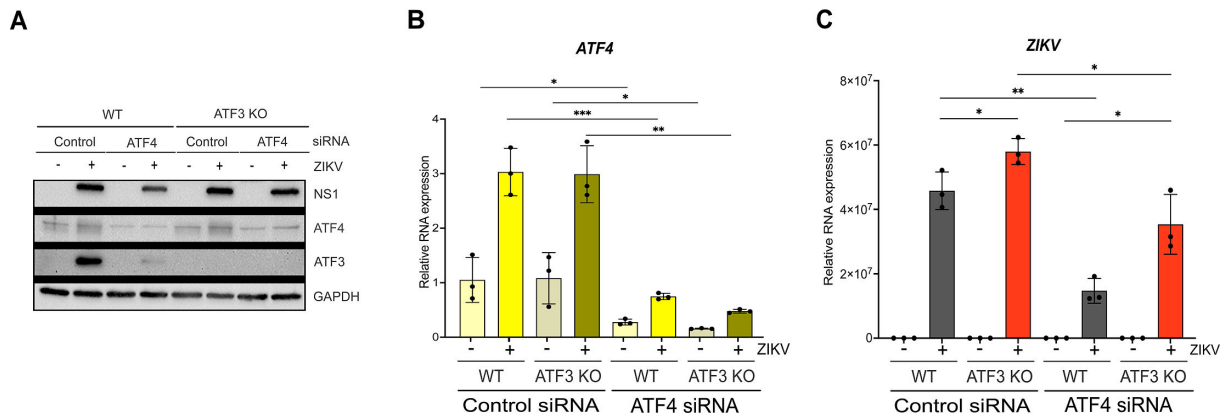 A
WT ATF3 KO
Control ATF4 Control ATF4 siRNA
- + - + - + - + ZIKV
NS1
ATF4
ATF3
GAPDH
B
ATF4
*
*
***
**
Relative RNA expression
4
3
2
1
0
- + - + - + - + ZIKV
WT ATF3 KO WT ATF3 KO
Control siRNA ATF4 siRNA
C
ZIKV
*
**
* *
Relative RNA expression
8×10⁷
6×10⁷
4×10⁷
2×10⁷
0
- + - + - + - + ZIKV
WT ATF3 KO WT ATF3 KO
Control siRNA ATF4 siRNA